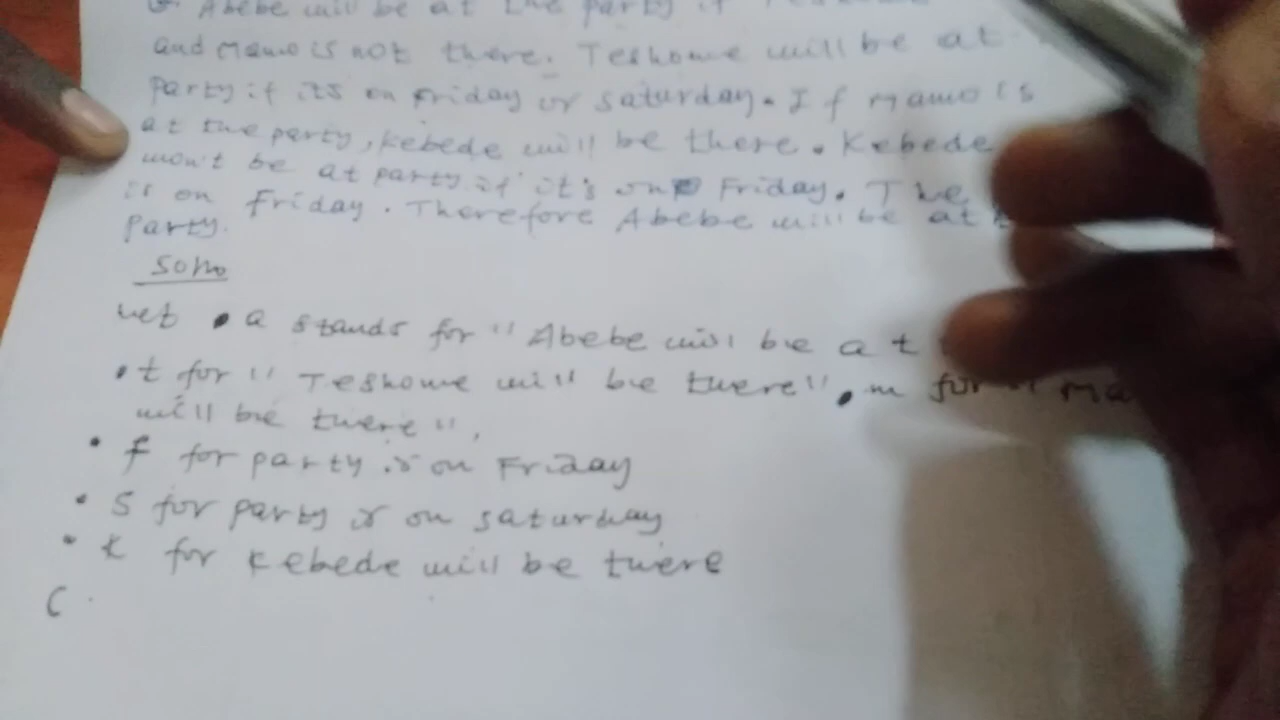 Abebe will be at the party if
and Mamo is not there. Teshome will be at
Party if its on Friday or saturday. If Mamo is
at the party, kebede will be there. Kebede
won't be at party if it's on Friday. The
is on Friday. Therefore Abebe will be at
Party.
Soln
Let • a stands for "Abebe will be at
• t for " Teshome will be there", • m for " Ma
will be there",
• f for party is on Friday
• S for party is on saturday
• k for kebede will be there
(